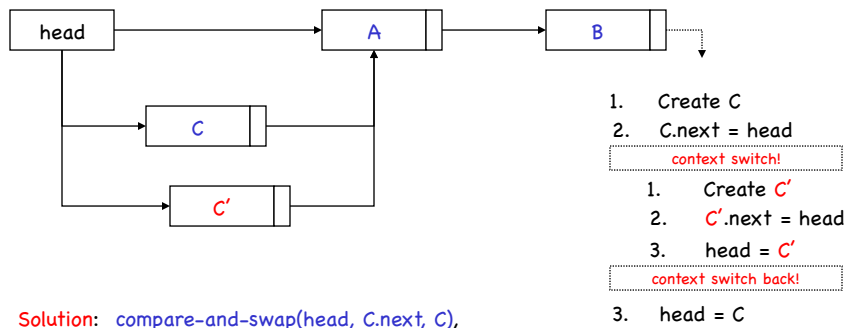 head
A
B
C
C′
1. Create C
2. C.next = head
context switch!
1. Create C′
2. C′.next = head
3. head = C′
context switch back!
3. head = C
Solution: compare-and-swap(head, C.next, C),